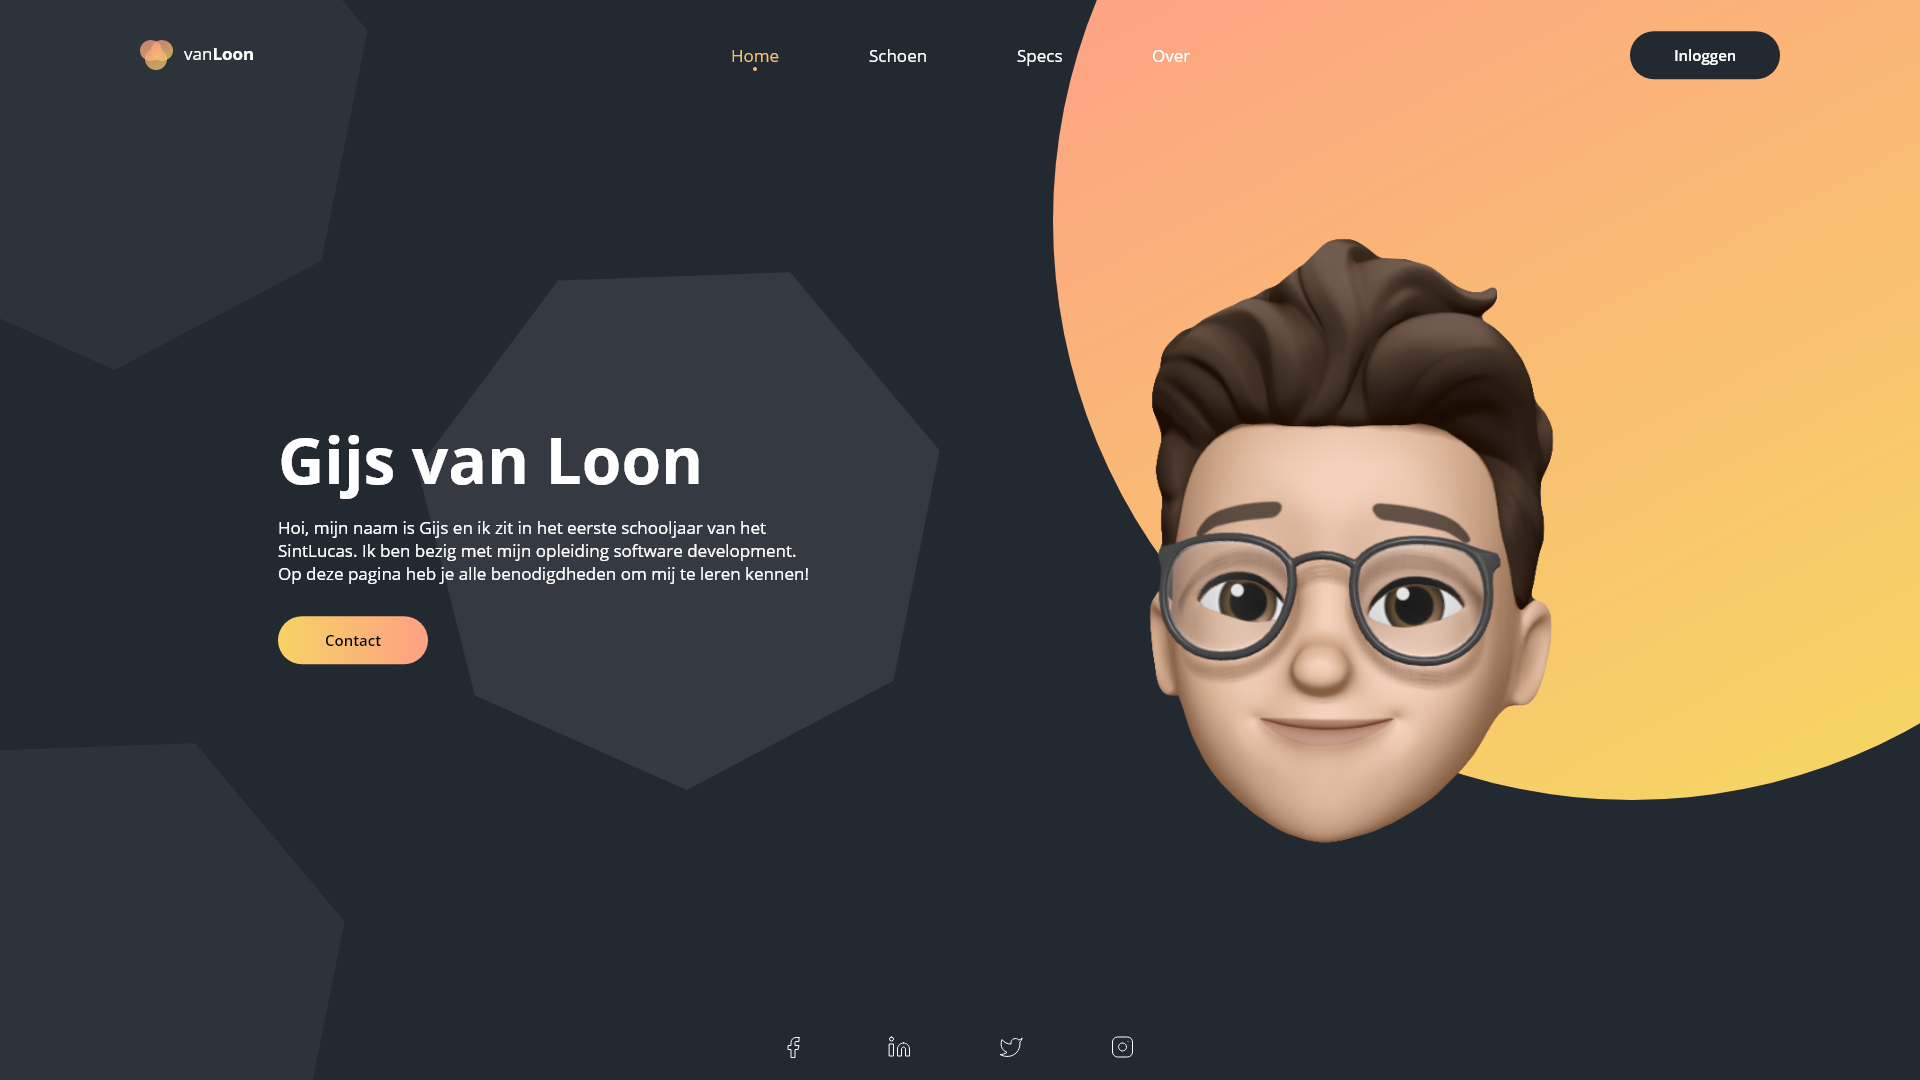 vanLoon
Home
Schoen
Specs
Over
Inloggen
Gijs van Loon
Hoi, mijn naam is Gijs en ik zit in het eerste schooljaar van het
SintLucas. Ik ben bezig met mijn opleiding software development.
Op deze pagina heb je alle benodigdheden om mij te leren kennen!
Contact